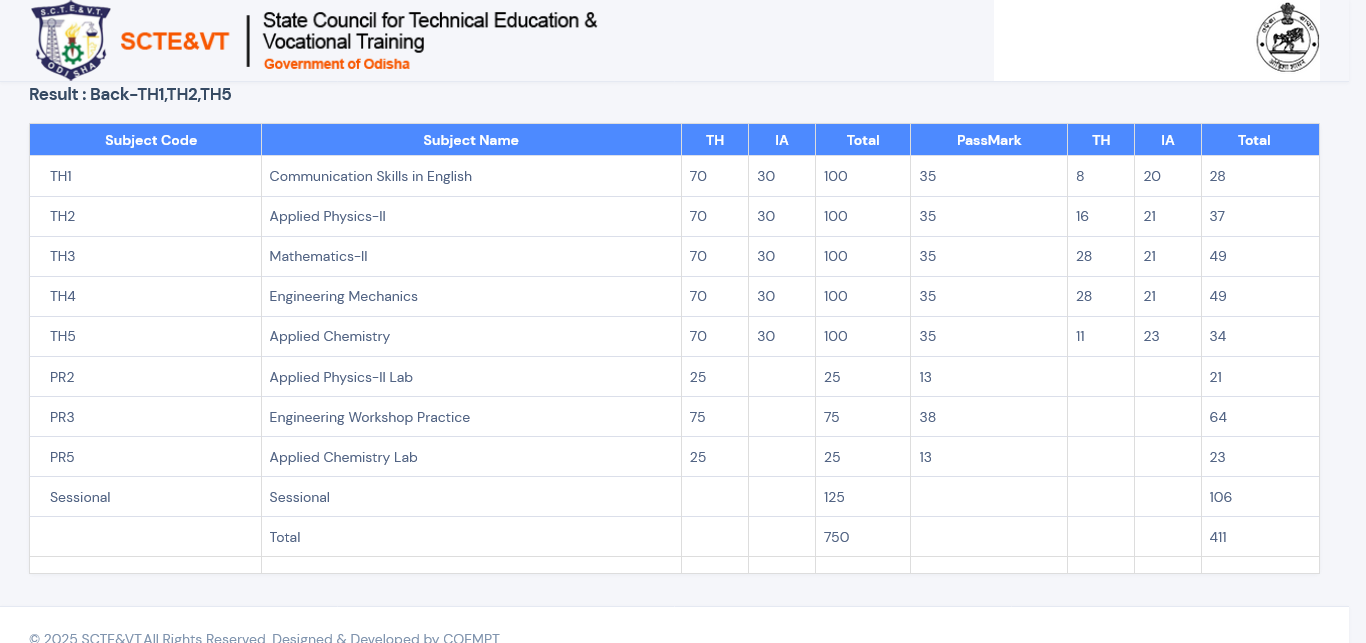 S.C.T.E.&V.T.
ODISHA
SCTE&VT
State Council for Technical Education &
Vocational Training
Government of Odisha
Result : Back-TH1,TH2,TH5
Subject Code Subject Name TH IA Total PassMark TH IA Total
TH1 Communication Skills in English 70 30 100 35 8 20 28
TH2 Applied Physics-II 70 30 100 35 16 21 37
TH3 Mathematics-II 70 30 100 35 28 21 49
TH4 Engineering Mechanics 70 30 100 35 28 21 49
TH5 Applied Chemistry 70 30 100 35 11 23 34
PR2 Applied Physics-II Lab 25 25 13 21
PR3 Engineering Workshop Practice 75 75 38 64
PR5 Applied Chemistry Lab 25 25 13 23
Sessional Sessional 125 106
Total 750 411
© 2025 SCTE&VT.All Rights Reserved. Designed & Developed by COEMPT